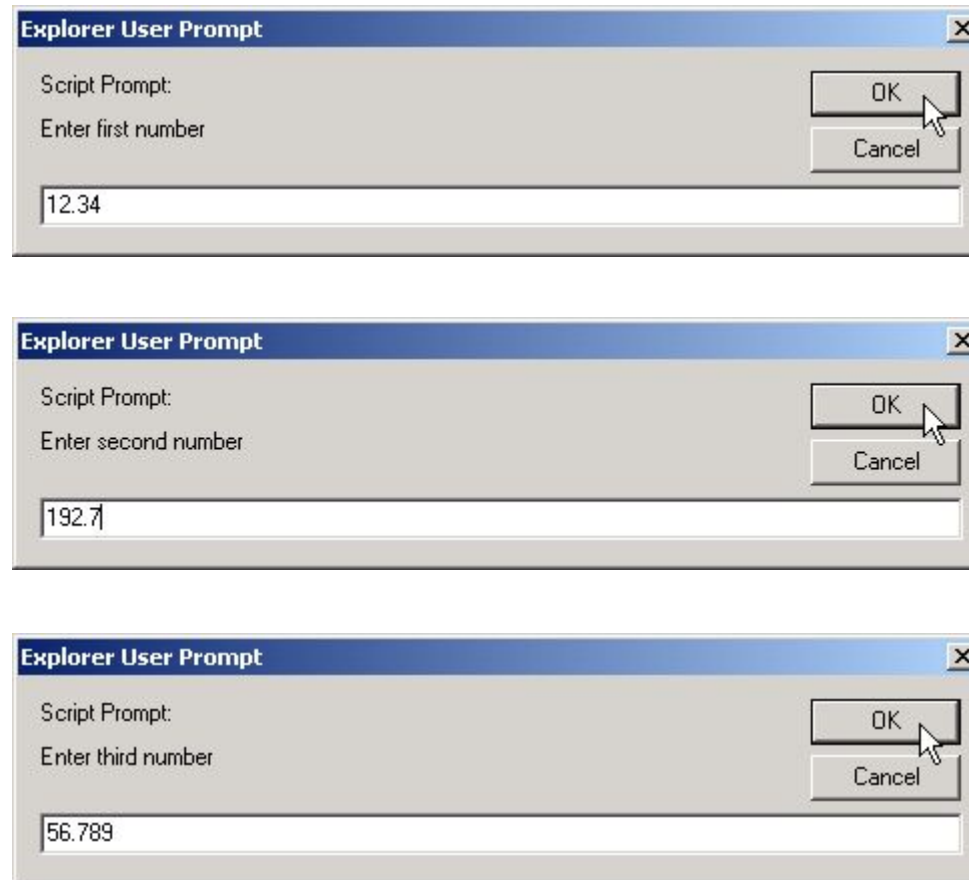 Explorer User Prompt
Script Prompt:
OK
Enter first number
Cancel
12.34
Explorer User Prompt
Script Prompt:
OK
Enter second number
Cancel
192.7
Explorer User Prompt
Script Prompt:
OK
Enter third number
Cancel
56.789